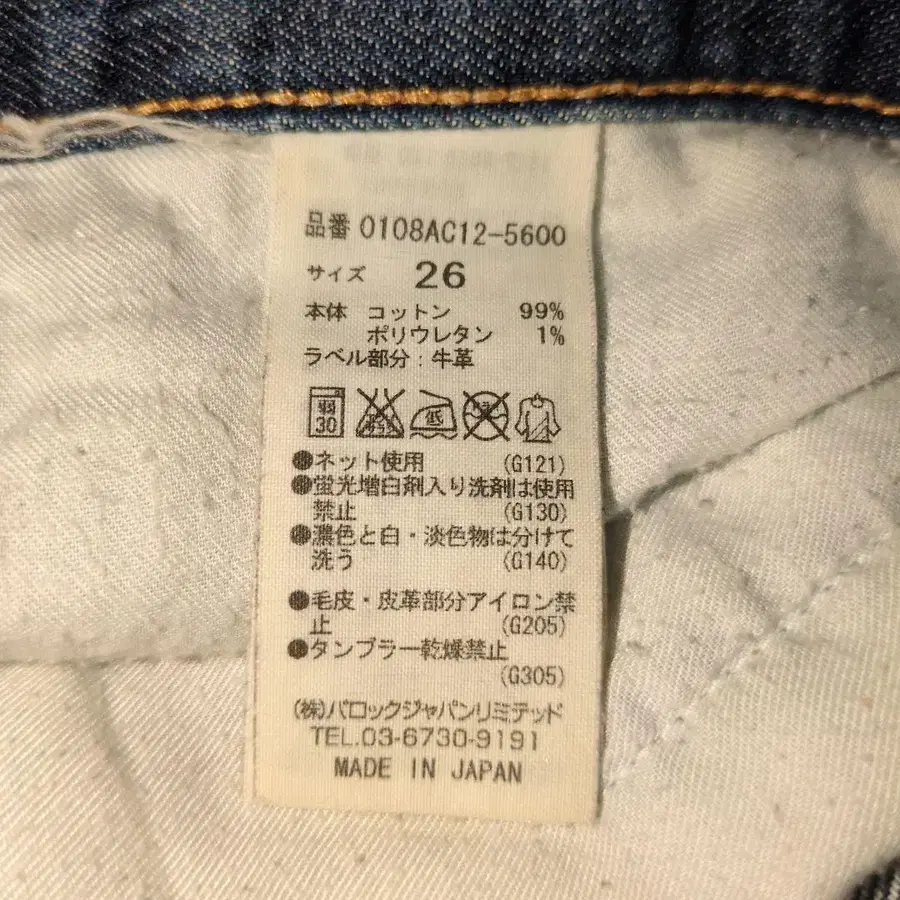 品番 0108AC12-5600
サイズ 26
本体 コットン 99%
ポリウレタン 1%
ラベル部分：牛革
弱 30 低
●ネット使用 (G121)
●蛍光増白剤入り洗剤は使用
禁止 (G130)
●濃色と白・淡色物は分けて
洗う (G140)
●毛皮・皮革部分アイロン禁
止 (G205)
●タンブラー乾燥禁止
(G305)
(株)バロックジャパンリミテッド
TEL.03-6730-9191
MADE IN JAPAN